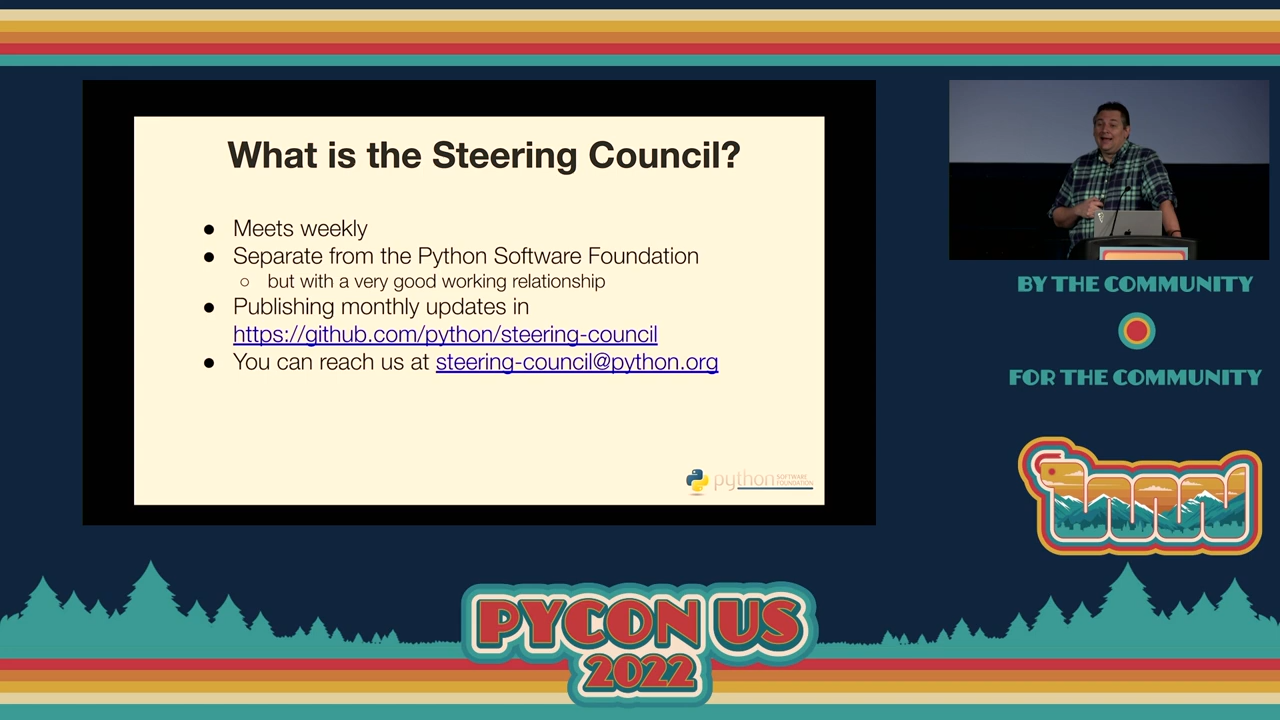 What is the Steering Council?
● Meets weekly
● Separate from the Python Software Foundation
○ but with a very good working relationship
● Publishing monthly updates in
https://github.com/python/steering-council
● You can reach us at steering-council@python.org
python SOFTWARE
FOUNDATION
BY THE COMMUNITY
FOR THE COMMUNITY
PYCON US
2022